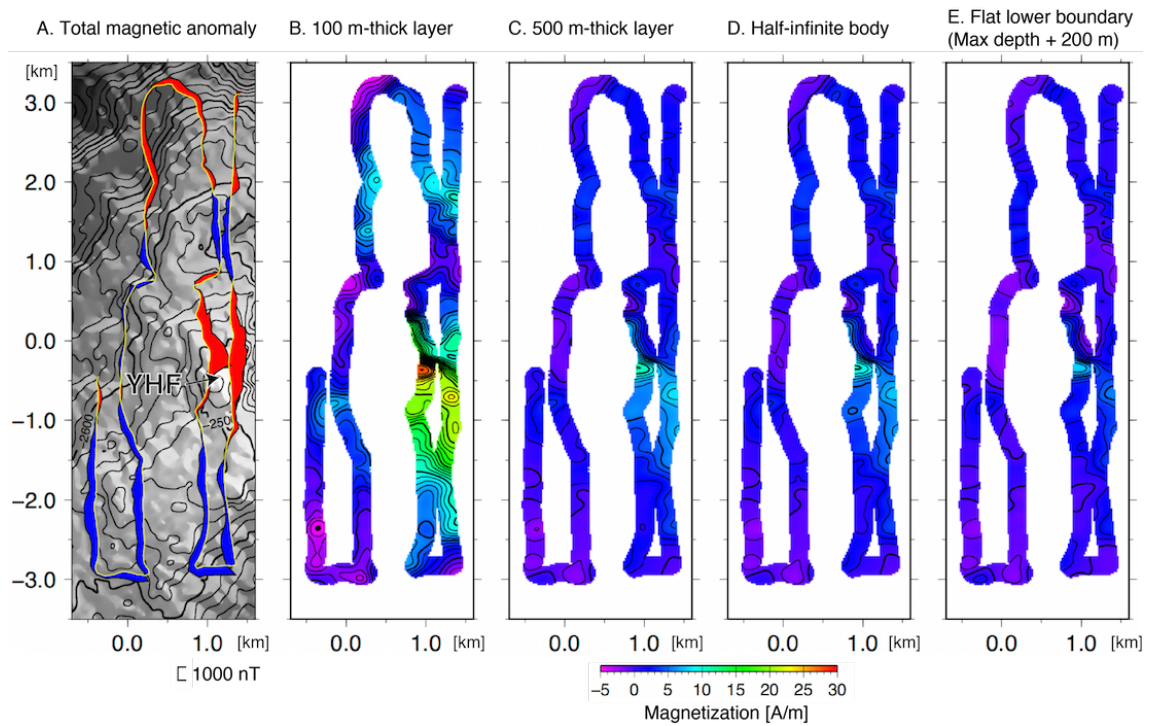 A. Total magnetic anomaly
B. 100 m-thick layer
C. 500 m-thick layer
D. Half-infinite body
E. Flat lower boundary
(Max depth + 200 m)
[km]
3.0
2.0
1.0
0.0
−1.0
−2.0
−3.0
YHF
−2600
−250
0.0 1.0 [km]
0.0 1.0 [km]
0.0 1.0 [km]
0.0 1.0 [km]
0.0 1.0 [km]
1000 nT
−5 0 5 10 15 20 25 30
Magnetization [A/m]